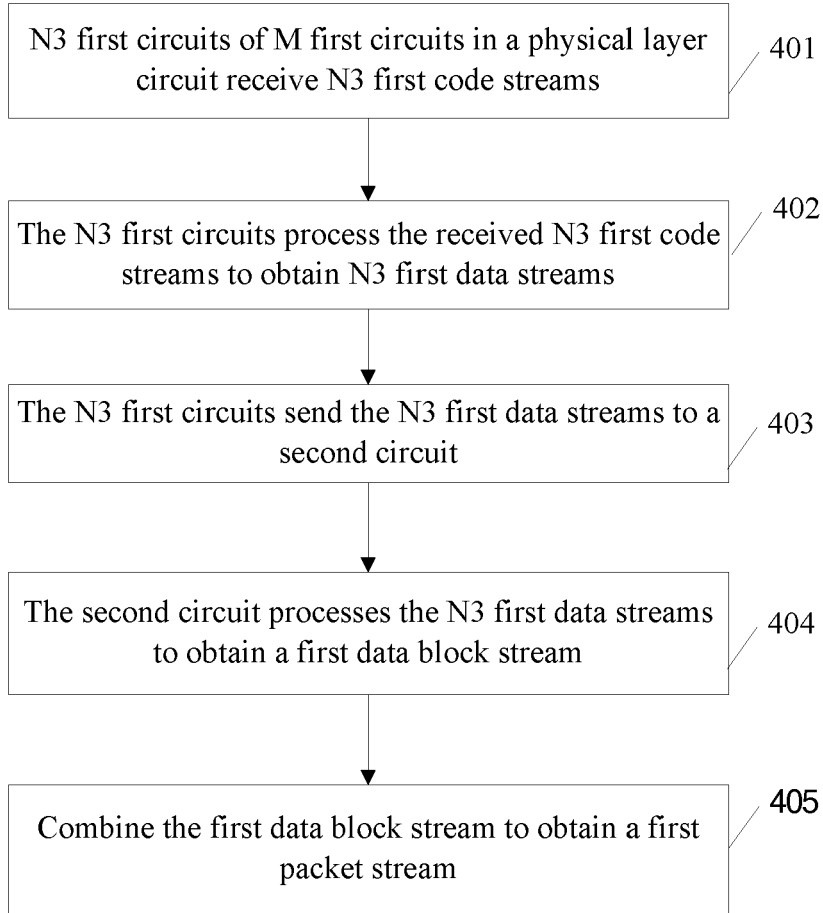 N3 first circuits of M first circuits in a physical layer
circuit receive N3 first code streams
401
The N3 first circuits process the received N3 first code
streams to obtain N3 first data streams
402
The N3 first circuits send the N3 first data streams to a
second circuit
403
The second circuit processes the N3 first data streams
to obtain a first data block stream
404
Combine the first data block stream to obtain a first
packet stream
405